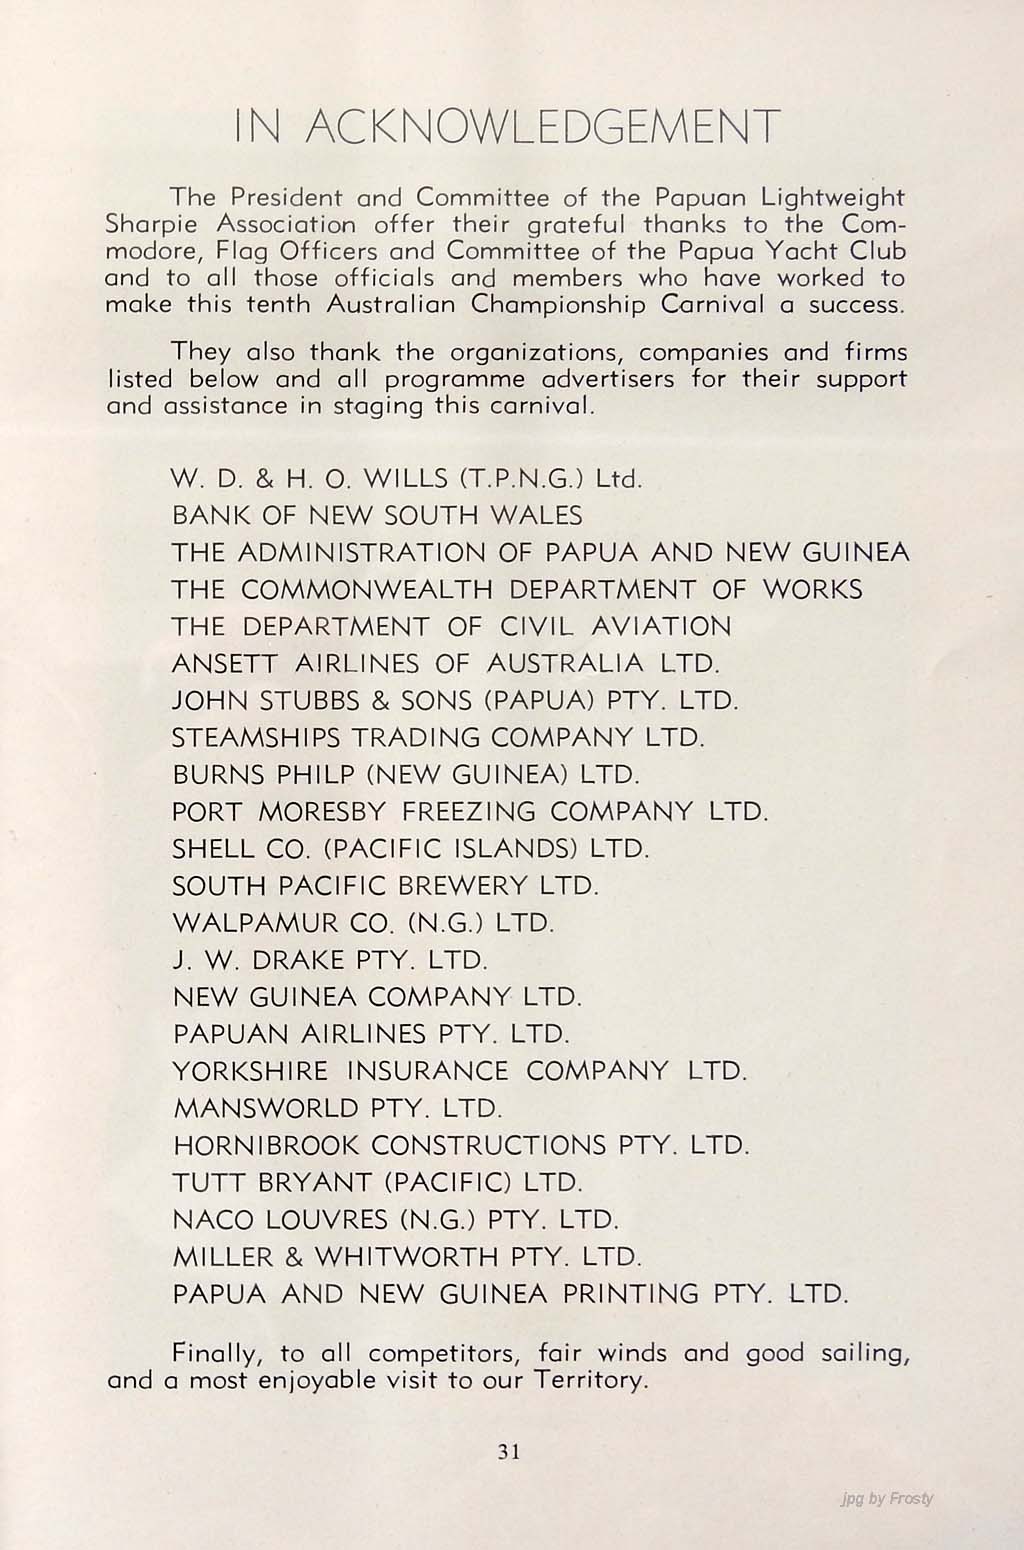 IN ACKNOWLEDGEMENT
The President and Committee of the Papuan Lightweight
Sharpie Association offer their grateful thanks to the Com-
modore, Flag Officers and Committee of the Papua Yacht Club
and to all those officials and members who have worked to
make this tenth Australian Championship Carnival a success.
They also thank the organizations, companies and firms
listed below and all programme advertisers for their support
and assistance in staging this carnival.
W. D. & H. O. WILLS (T.P.N.G.) Ltd.
BANK OF NEW SOUTH WALES
THE ADMINISTRATION OF PAPUA AND NEW GUINEA
THE COMMONWEALTH DEPARTMENT OF WORKS
THE DEPARTMENT OF CIVIL AVIATION
ANSETT AIRLINES OF AUSTRALIA LTD.
JOHN STUBBS & SONS (PAPUA) PTY. LTD.
STEAMSHIPS TRADING COMPANY LTD.
BURNS PHILP (NEW GUINEA) LTD.
PORT MORESBY FREEZING COMPANY LTD.
SHELL CO. (PACIFIC ISLANDS) LTD.
SOUTH PACIFIC BREWERY LTD.
WALPAMUR CO. (N.G.) LTD.
J. W. DRAKE PTY. LTD.
NEW GUINEA COMPANY LTD.
PAPUAN AIRLINES PTY. LTD.
YORKSHIRE INSURANCE COMPANY LTD.
MANSWORLD PTY. LTD.
HORNIBROOK CONSTRUCTIONS PTY. LTD.
TUTT BRYANT (PACIFIC) LTD.
NACO LOUVRES (N.G.) PTY. LTD.
MILLER & WHITWORTH PTY. LTD.
PAPUA AND NEW GUINEA PRINTING PTY. LTD.
Finally, to all competitors, fair winds and good sailing,
and a most enjoyable visit to our Territory.
31
jpg by Frosty